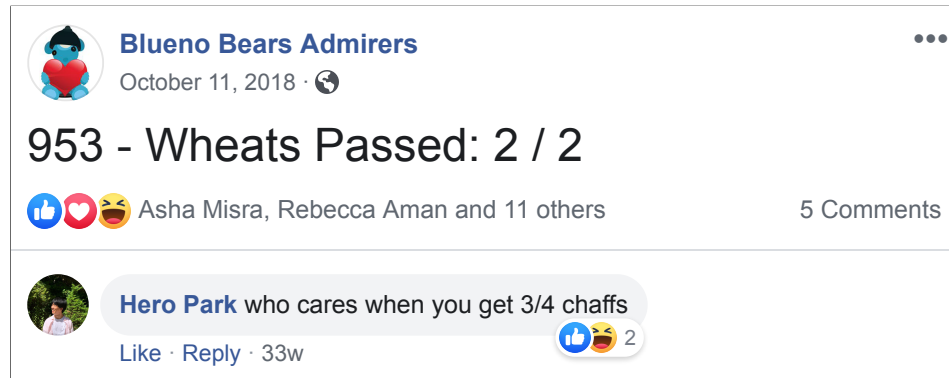 Blueno Bears Admirers
October 11, 2018 ·
953 - Wheats Passed: 2 / 2
Asha Misra, Rebecca Aman and 11 others 5 Comments
Hero Park who cares when you get 3/4 chaffs
2
Like · Reply · 33w